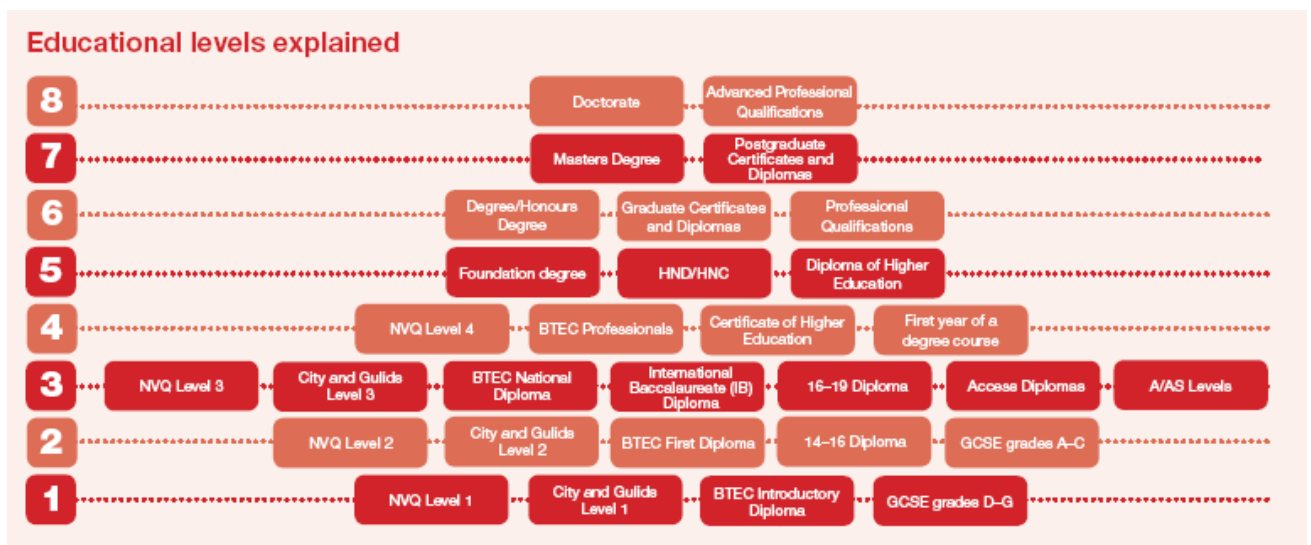 Educational levels explained
8
Doctorate
Advanced Professional
Qualifications
7
Masters Degree
Postgraduate
Certificates and
Diplomas
6
Degree/Honours
Degree
Graduate Certificates
and Diplomas
Professional
Qualifications
5
Foundation degree
HND/HNC
Diploma of Higher
Education
4
NVQ Level 4
BTEC Professionals
Certificate of Higher
Education
First year of a
degree course
3
NVQ Level 3
City and Gulids
Level 3
BTEC National
Diploma
International
Baccalaureate (IB)
Diploma
16–19 Diploma
Access Diplomas
A/AS Levels
2
NVQ Level 2
City and Gulids
Level 2
BTEC First Diploma
14–16 Diploma
GCSE grades A–C
1
NVQ Level 1
City and Gulids
Level 1
BTEC Introductory
Diploma
GCSE grades D–G